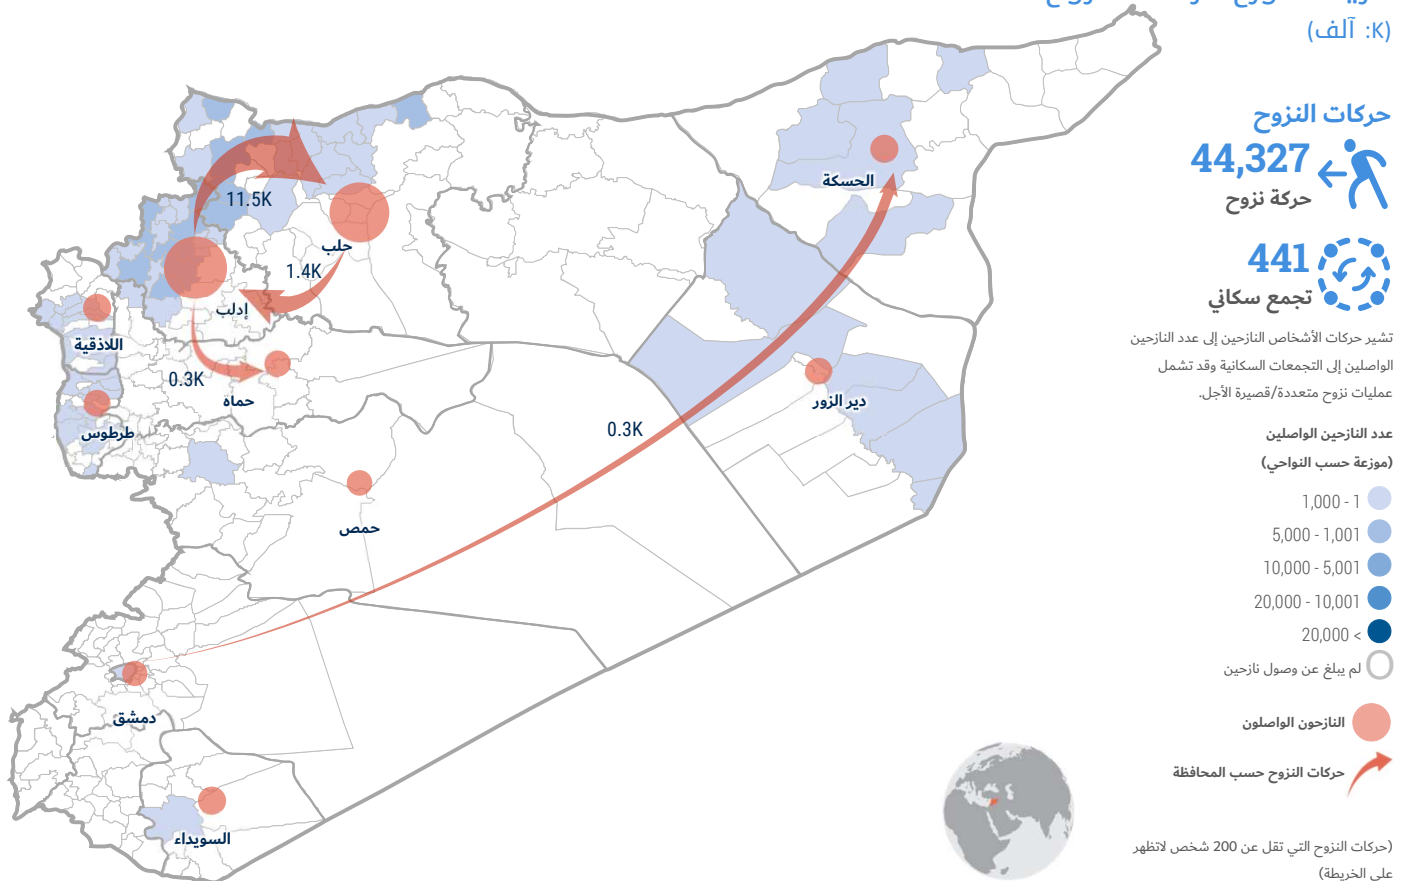 (K: آلف)
حركات النزوح
44,327
حركة نزوح
441
تجمع سكاني
تشير حركات الأشخاص النازحين إلى عدد النازحين
الواصلين إلى التجمعات السكانية وقد تشمل
عمليات نزوح متعددة/قصيرة الأجل.
عدد النازحين الواصلين
(موزعة حسب النواحي)
1,000 - 1
5,000 - 1,001
10,000 - 5,001
20,000 - 10,001
20,000 <
لم يبلغ عن وصول نازحين
النازحون الواصلون
حركات النزوح حسب المحافظة
(حركات النزوح التي تقل عن 200 شخص لاتظهر
على الخريطة)
الحسكة
11.5K
حلب
1.4K
إدلب
اللاذقية
0.3K
حماه
دير الزور
0.3K
طرطوس
حمص
دمشق
السويداء